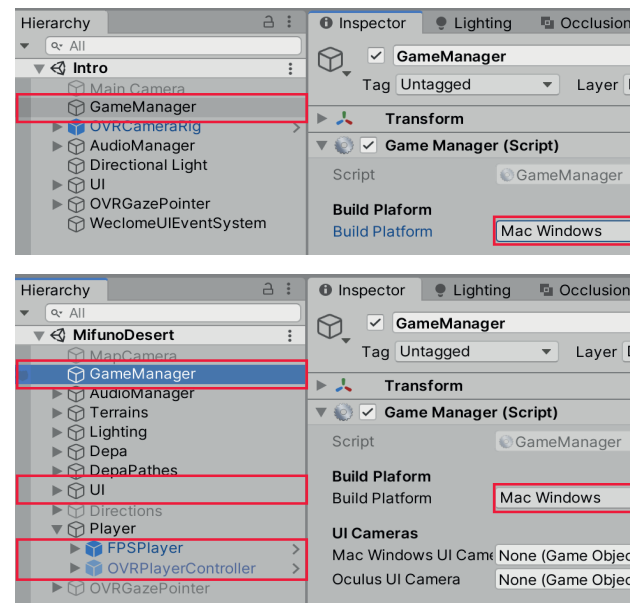 Hierarchy
All
Intro
Main Camera
GameManager
OVRCameraRig
AudioManager
Directional Light
UI
OVRGazePointer
WeclomeUIEventSystem
Inspector Lighting Occlusion
GameManager
Tag Untagged Layer
Transform
Game Manager (Script)
Script GameManager
Build Plaform
Build Platform Mac Windows
Hierarchy
All
MifunoDesert
MapCamera
GameManager
AudioManager
Terrains
Lighting
Depa
DepaPathes
UI
Directions
Player
FPSPlayer
OVRPlayerController
OVRGazePointer
Inspector Lighting Occlusion
GameManager
Tag Untagged Layer
Transform
Game Manager (Script)
Script GameManager
Build Plaform
Build Platform Mac Windows
UI Cameras
Mac Windows UI Came None (Game Objec
Oculus UI Camera None (Game Objec